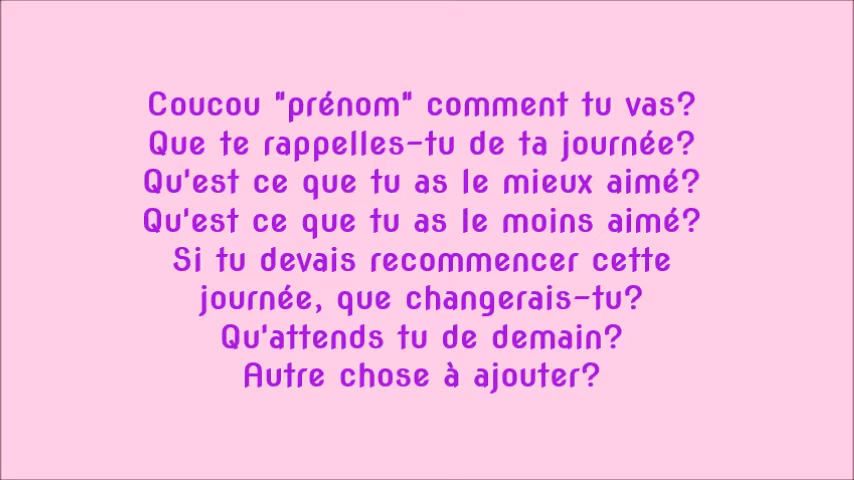 Coucou "prénom" comment tu vas?
Que te rappelles-tu de ta journée?
Qu'est ce que tu as le mieux aimé?
Qu'est ce que tu as le moins aimé?
Si tu devais recommencer cette
journée, que changerais-tu?
Qu'attends tu de demain?
Autre chose à ajouter?